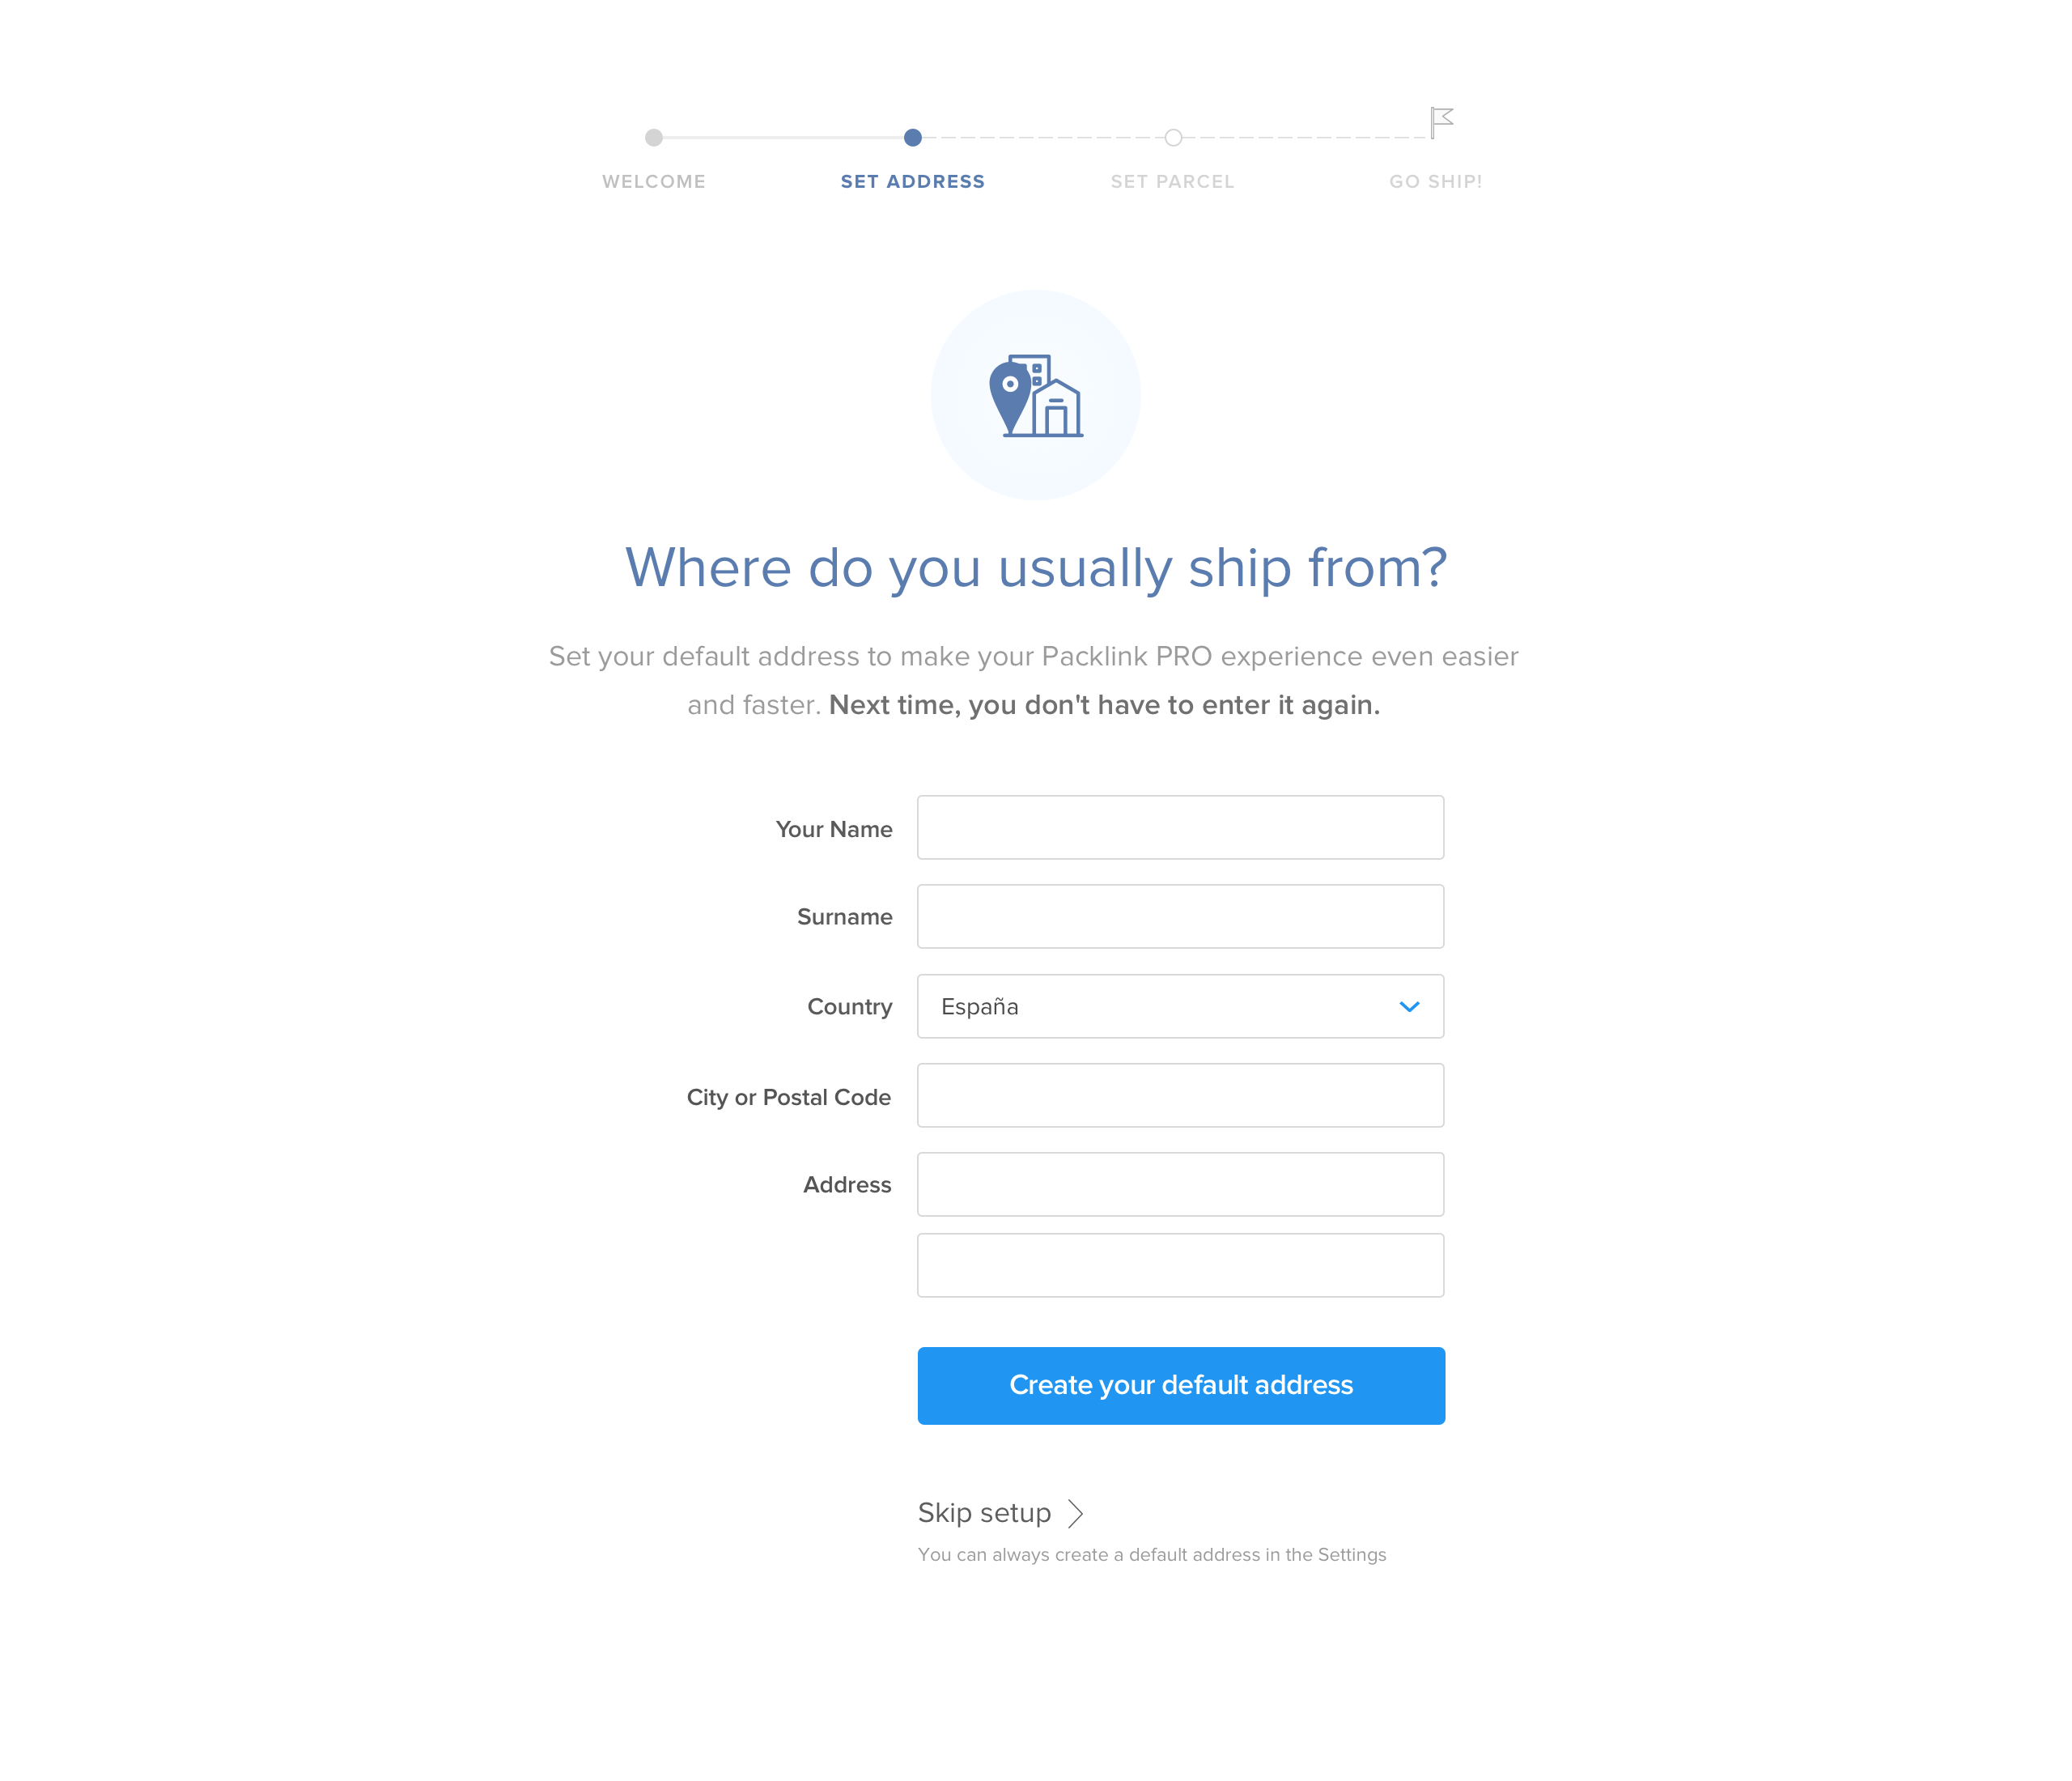 WELCOME
SET ADDRESS
SET PARCEL
GO SHIP!
Where do you usually ship from?
Set your default address to make your Packlink PRO experience even easier
and faster. Next time, you don't have to enter it again.
Your Name
Surname
Country
España
City or Postal Code
Address
Create your default address
Skip setup
You can always create a default address in the Settings